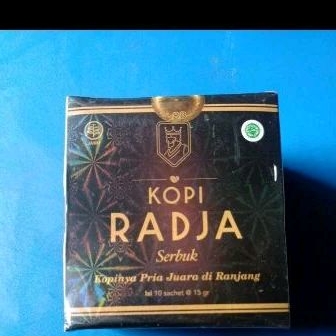 KOPI
RADJA
Serbuk
Kopinya Pria Juara di Ranjang
Isi 10 sachet @ 15 gr